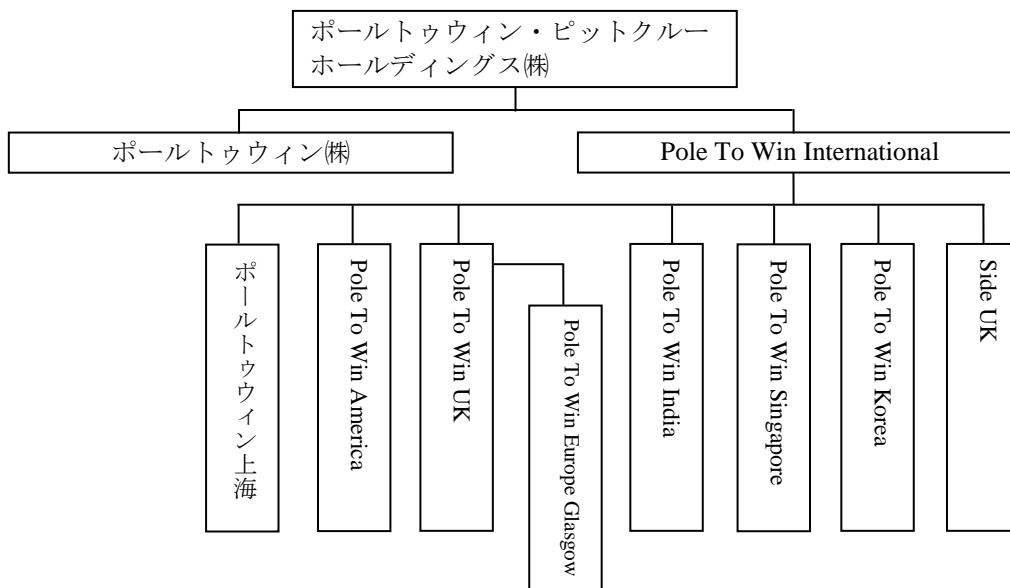 ポールトゥウィン・ピットクルー
ホールディングス㈱
ポールトゥウィン㈱
Pole To Win International
ポールトゥウィン上海
Pole To Win America
Pole To Win UK
Pole To Win Europe Glasgow
Pole To Win India
Pole To Win Singapore
Pole To Win Korea
Side UK